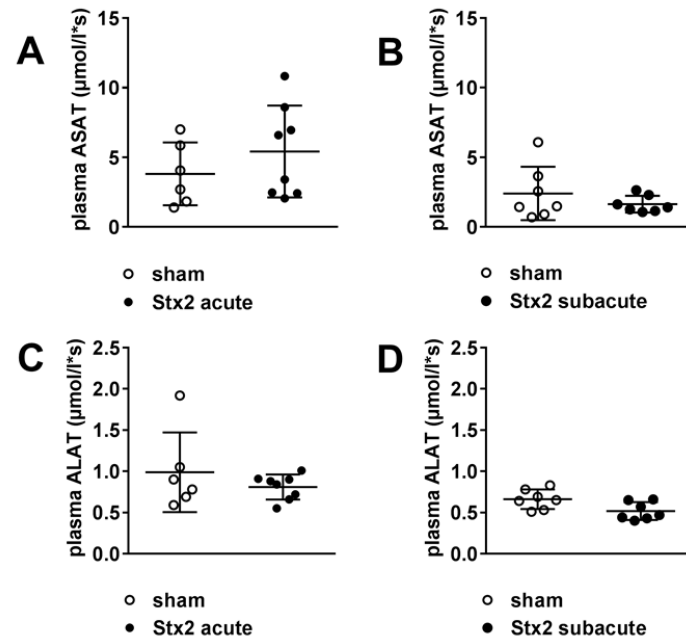 A
plasma ASAT (µmol/l*s)
15
10
5
0
sham
Stx2 acute
B
plasma ASAT (µmol/l*s)
15
10
5
0
sham
Stx2 subacute
C
plasma ALAT (µmol/l*s)
2.5
2.0
1.5
1.0
0.5
0.0
sham
Stx2 acute
D
plasma ALAT (µmol/l*s)
2.5
2.0
1.5
1.0
0.5
0.0
sham
Stx2 subacute